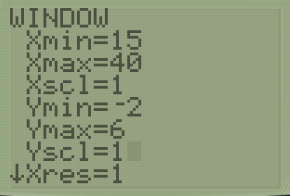 WINDOW
Xmin=15
Xmax=40
Xscl=1
Ymin=-2
Ymax=6
Yscl=1
↓Xres=1